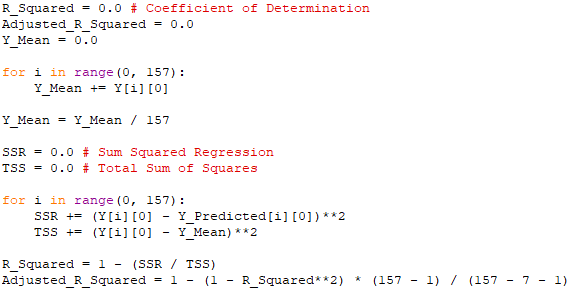 R_Squared = 0.0 # Coefficient of Determination
Adjusted_R_Squared = 0.0
Y_Mean = 0.0
for i in range(0, 157):
    Y_Mean += Y[i][0]
Y_Mean = Y_Mean / 157
SSR = 0.0 # Sum Squared Regression
TSS = 0.0 # Total Sum of Squares
for i in range(0, 157):
    SSR += (Y[i][0] - Y_Predicted[i][0])**2
    TSS += (Y[i][0] - Y_Mean)**2
R_Squared = 1 - (SSR / TSS)
Adjusted_R_Squared = 1 - (1 - R_Squared**2) * (157 - 1) / (157 - 7 - 1)